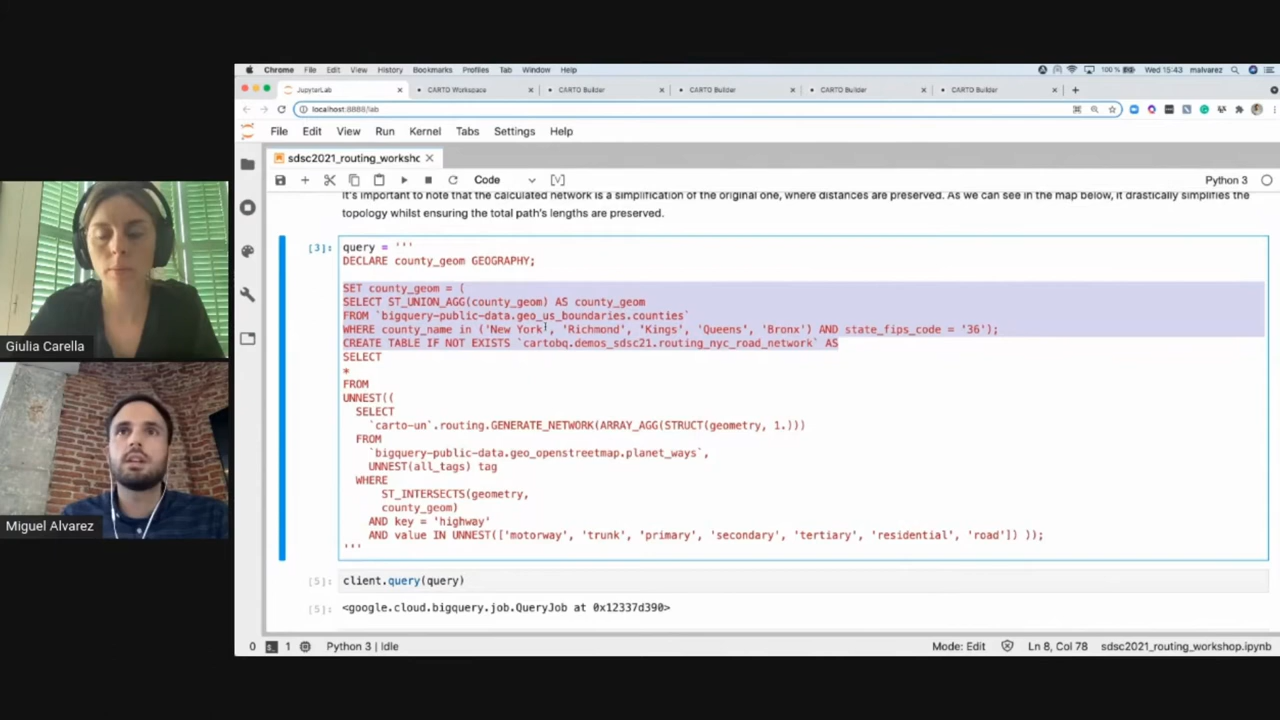 Chrome File Edit View History Bookmarks Profiles Tab Window Help
100% Wed 15:43 malvarez
JupyterLab CARTO Workspace CARTO Builder CARTO Builder CARTO Builder CARTO Builder
localhost:8888/lab
File Edit View Run Kernel Tabs Settings Help
sdsc2021_routing_worksho
Code
Python 3
It's important to note that the calculated network is a simplification of the original one, where distances are preserved. As we can see in the map below, it drastically simplifies the
topology whilst ensuring the total path's lengths are preserved.
[3]: query = '''
DECLARE county_geom GEOGRAPHY;
SET county_geom = (
SELECT ST_UNION_AGG(county_geom) AS county_geom
FROM `bigquery-public-data.geo_us_boundaries.counties`
WHERE county_name in ('New York', 'Richmond', 'Kings', 'Queens', 'Bronx') AND state_fips_code = '36');
CREATE TABLE IF NOT EXISTS `cartobq.demos_sdsc21.routing_nyc_road_network` AS
SELECT
*
FROM
UNNEST((
SELECT
`carto-un`.routing.GENERATE_NETWORK(ARRAY_AGG(STRUCT(geometry, 1.)))
FROM
`bigquery-public-data.geo_openstreetmap.planet_ways`,
UNNEST(all_tags) tag
WHERE
ST_INTERSECTS(geometry,
county_geom)
AND key = 'highway'
AND value IN UNNEST(['motorway', 'trunk', 'primary', 'secondary', 'tertiary', 'residential', 'road']) ));
'''
[5]: client.query(query)
[5]: <google.cloud.bigquery.job.QueryJob at 0x12337d390>
0 1 Python 3 | Idle
Mode: Edit Ln 8, Col 78 sdsc2021_routing_workshop.ipynb
Giulia Carella
Miguel Alvarez